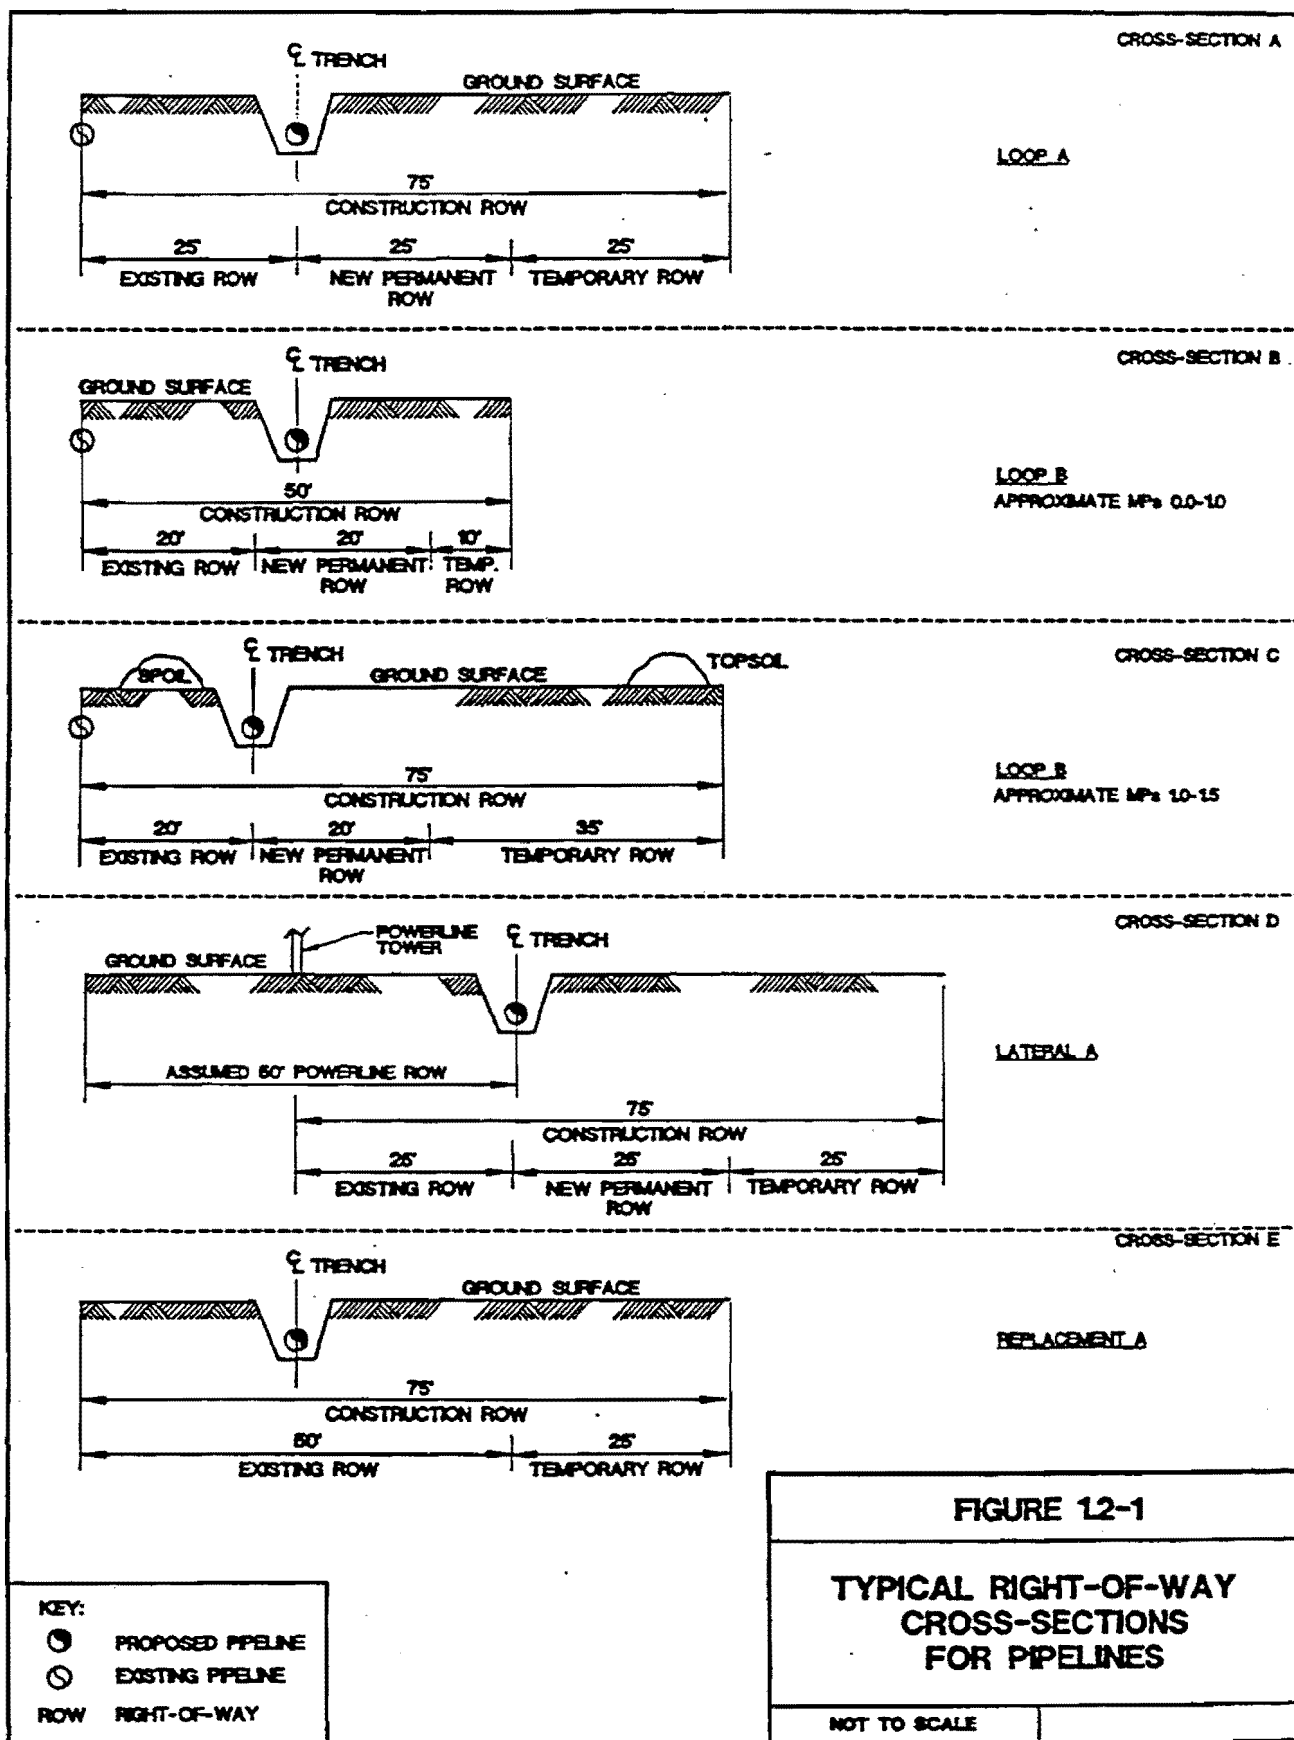 CROSS-SECTION A
℄ TRENCH
GROUND SURFACE
LOOP A
75'
CONSTRUCTION ROW
25' 25' 25'
EXISTING ROW NEW PERMANENT ROW TEMPORARY ROW
CROSS-SECTION B
℄ TRENCH
GROUND SURFACE
LOOP B
APPROXIMATE MPs 0.0-1.0
50'
CONSTRUCTION ROW
20' 20' 10'
EXISTING ROW NEW PERMANENT ROW TEMP. ROW
CROSS-SECTION C
℄ TRENCH
SPOIL
GROUND SURFACE
TOPSOIL
LOOP B
APPROXIMATE MPs 1.0-1.5
75'
CONSTRUCTION ROW
20' 20' 35'
EXISTING ROW NEW PERMANENT ROW TEMPORARY ROW
CROSS-SECTION D
POWERLINE
TOWER
℄ TRENCH
GROUND SURFACE
LATERAL A
ASSUMED 50' POWERLINE ROW
75'
CONSTRUCTION ROW
25' 25' 25'
EXISTING ROW NEW PERMANENT ROW TEMPORARY ROW
CROSS-SECTION E
℄ TRENCH
GROUND SURFACE
REPLACEMENT A
75'
CONSTRUCTION ROW
50' 25'
EXISTING ROW TEMPORARY ROW
FIGURE 1.2-1
TYPICAL RIGHT-OF-WAY
CROSS-SECTIONS
FOR PIPELINES
NOT TO SCALE
KEY:
PROPOSED PIPELINE
EXISTING PIPELINE
ROW RIGHT-OF-WAY